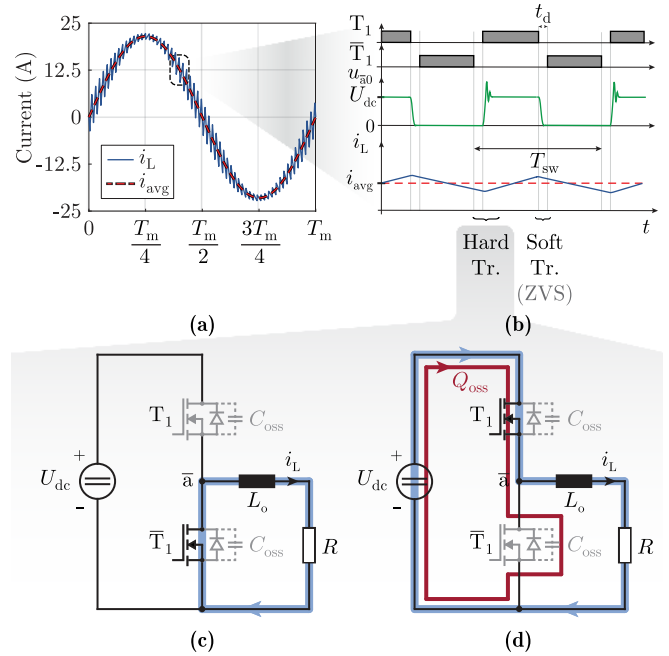 25
12.5
0
-12.5
-25
Current (A)
i_L
i_avg
0
T_m/4
T_m/2
3T_m/4
T_m
(a)
t_d
T_1
T̅_1
u_a̅0
U_dc
0
i_L
T_sw
i_avg
t
Hard Tr.
Soft Tr. (ZVS)
(b)
T_1
C_oss
+
U_dc
-
a̅
i_L
L_o
T̅_1
C_oss
R
(c)
Q_oss
T_1
C_oss
+
U_dc
-
a̅
i_L
L_o
T̅_1
C_oss
R
(d)